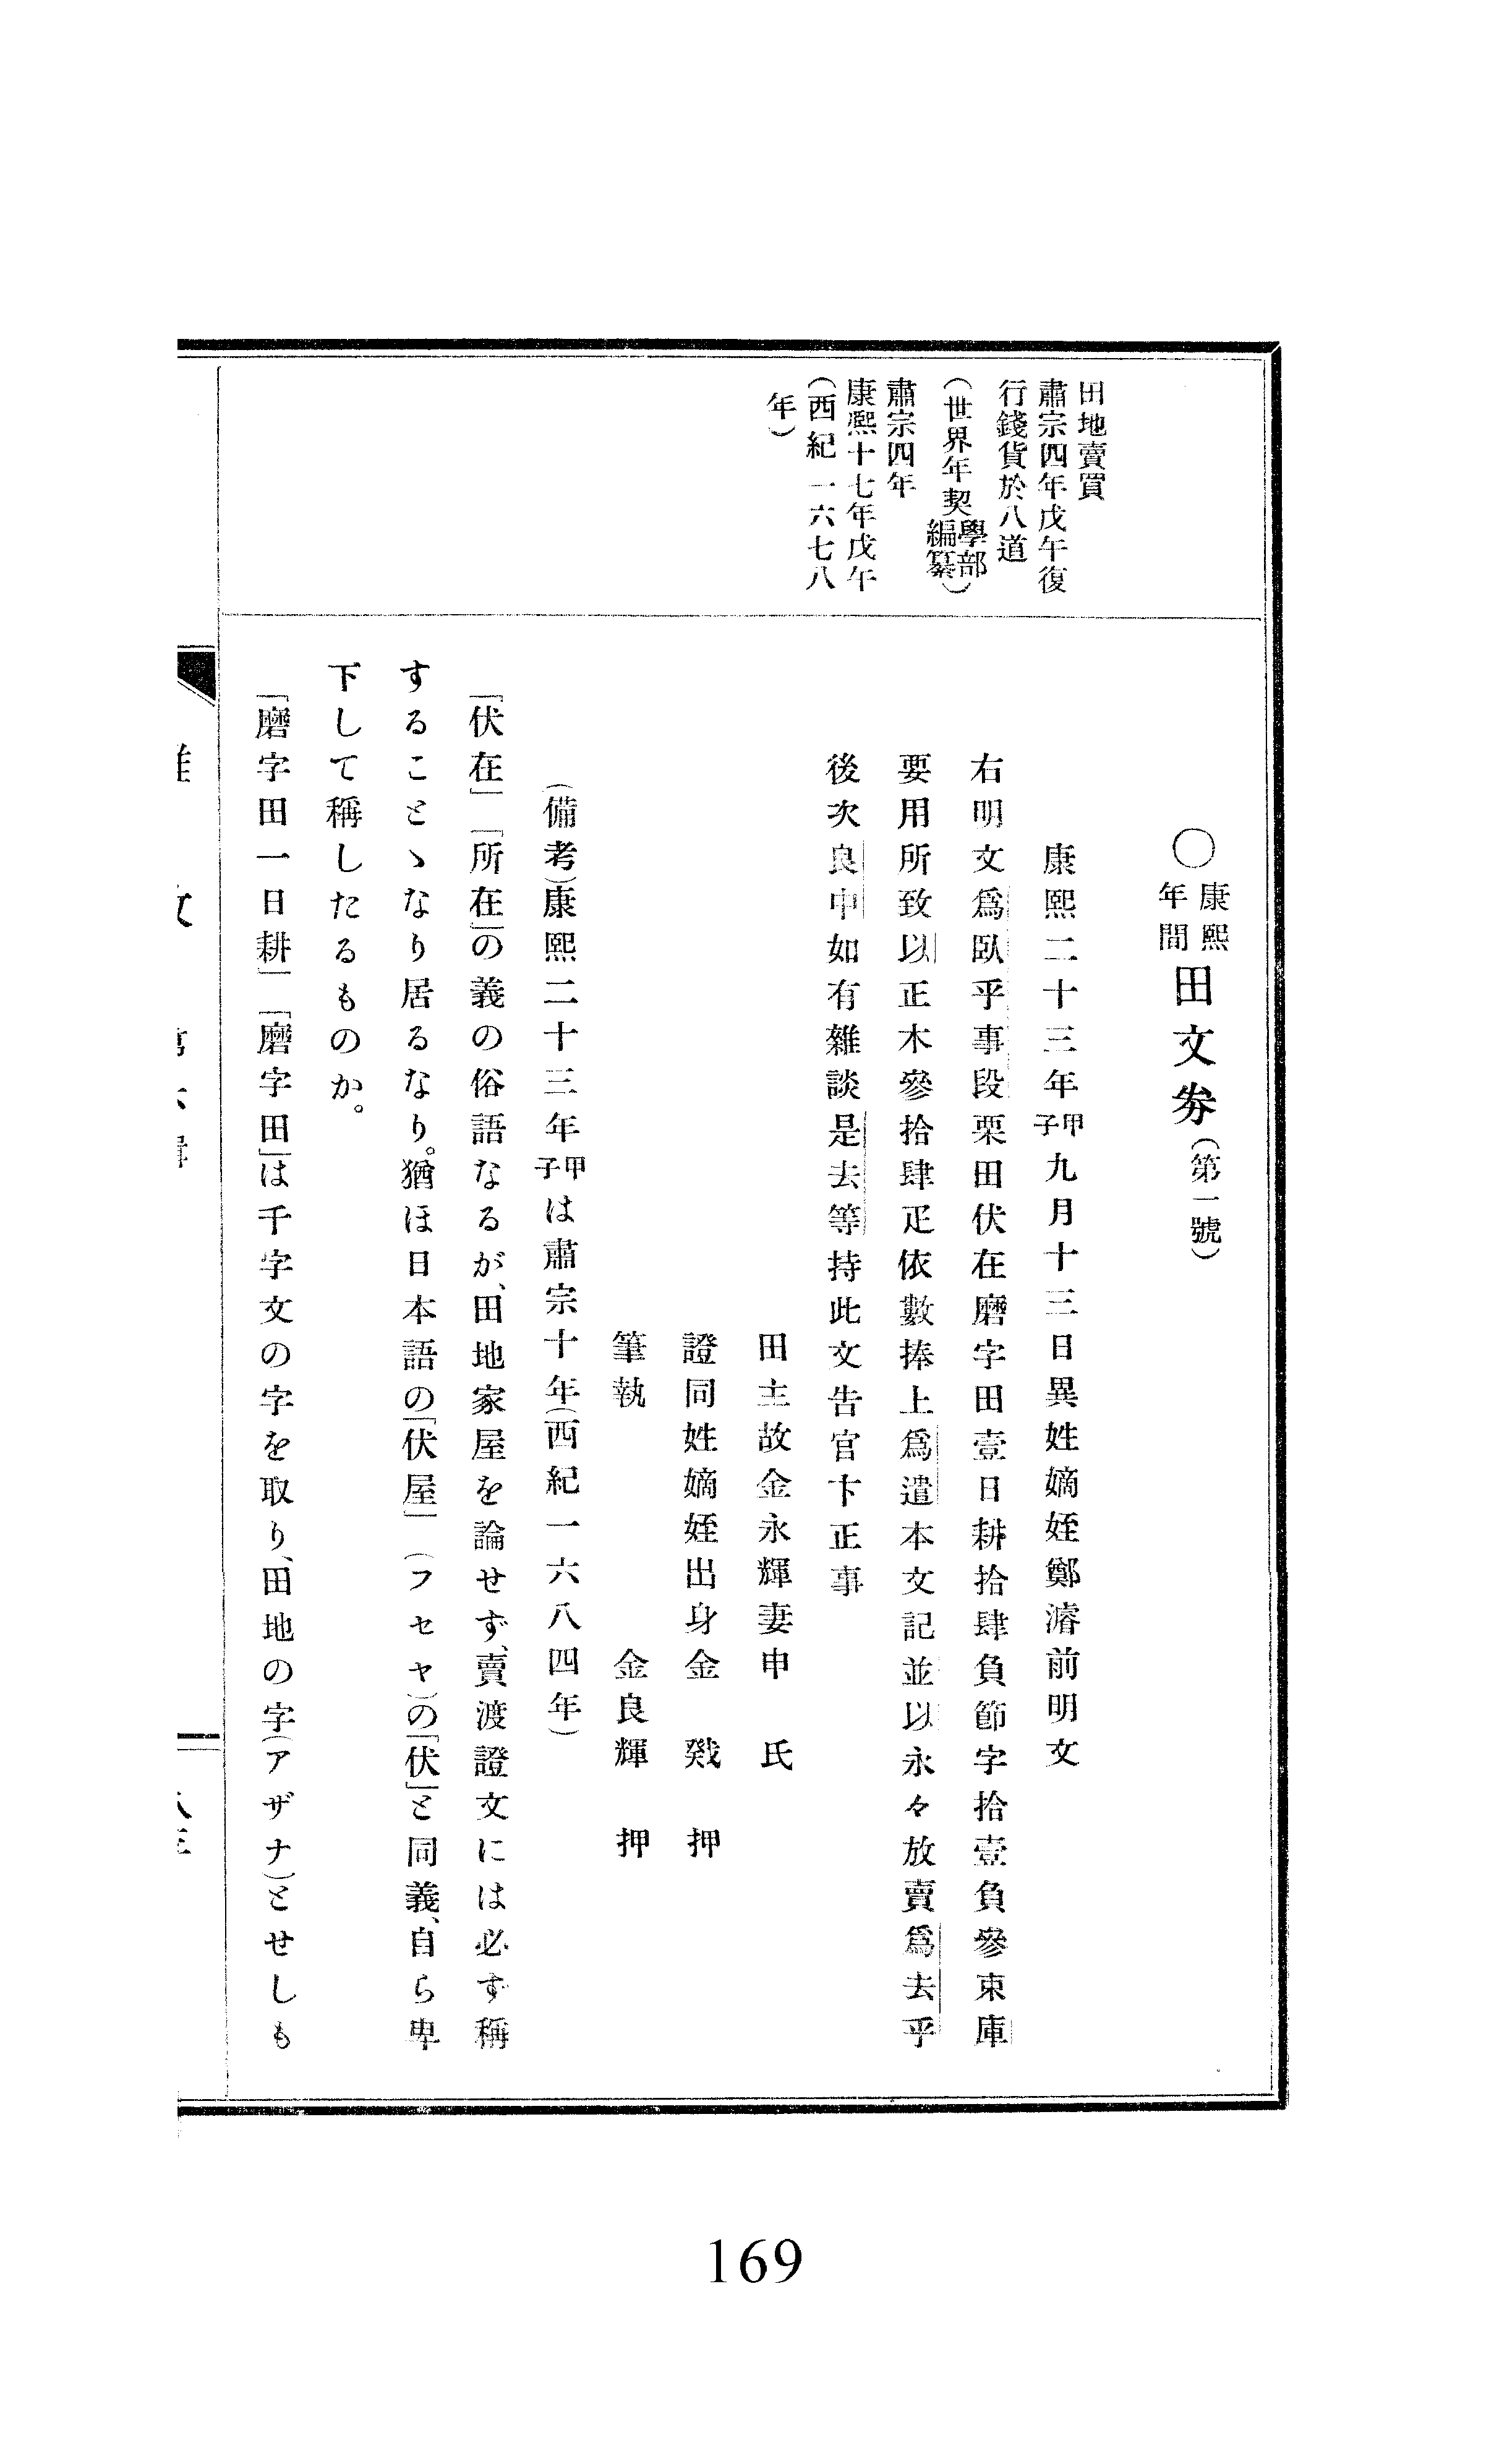 田地賣買
肅宗四年戊午復
行錢貨於八道
(世界年契學部編纂)
肅宗四年
康熙十七年戊午
(西紀一六七八
年)
○康熙年間田文券(第一號)
康熙二十三年甲子九月十三日異姓嫡姪鄭濬前明文
右明文爲臥乎事段栗田伏在磨字田壹日耕拾肆負節字拾壹負參束庫
要用所致以正木參拾肆疋依數捧上爲遣本文記並以永々放賣爲去乎
後次良中如有雜談是去等持此文告官卞正事
田主故金永輝妻申　氏
證同姓嫡姪出身金　戣　押
筆執　金良輝　押
(備考)康熙二十三年甲子は肅宗十年(西紀一六八四年)
「伏在」「所在」の義の俗語なるが、田地家屋を論せず、賣渡證文には必ず稱
することゝなり居るなり。猶ほ日本語の「伏屋」(フセヤ)の「伏」と同義、自ら卑
下して稱したるものか。
「磨字田一日耕」「磨字田」は千字文の字を取り、田地の字(アザナ)とせしも
169